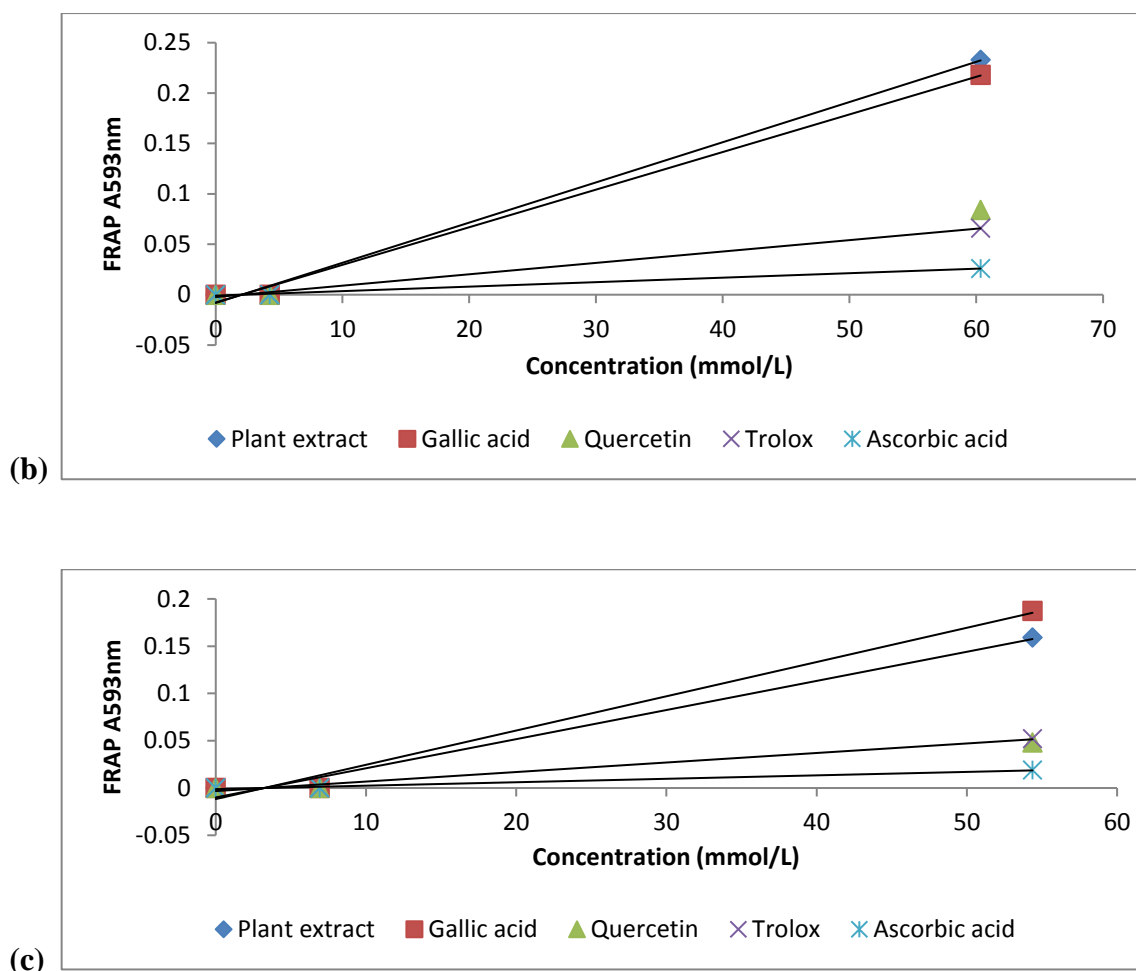 0.25
0.2
0.15
0.1
0.05
0
-0.05
FRAP A593nm
0 10 20 30 40 50 60 70
Concentration (mmol/L)
Plant extract Gallic acid Quercetin Trolox Ascorbic acid
(b)
0.2
0.15
0.1
0.05
0
-0.05
FRAP A593nm
0 10 20 30 40 50 60
Concentration (mmol/L)
Plant extract Gallic acid Quercetin Trolox Ascorbic acid
(c)